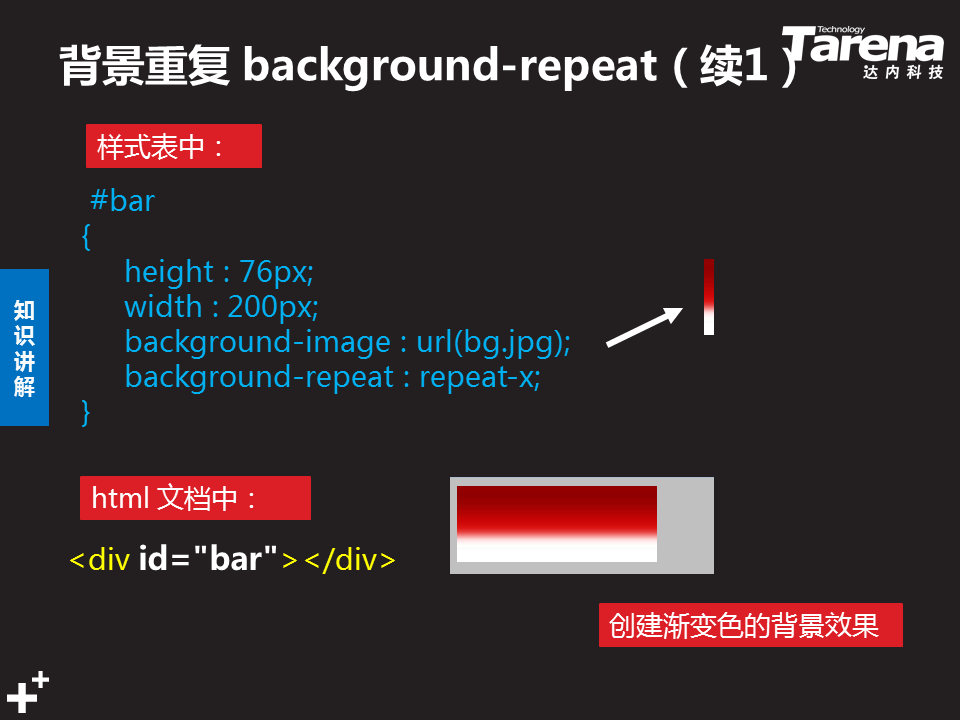 背景重复 background-repeat（续1）
Technology
Tarena
达内科技
样式表中：
#bar
{
height : 76px;
width : 200px;
background-image : url(bg.jpg);
background-repeat : repeat-x;
}
知
识
讲
解
html 文档中：
<div id="bar"></div>
创建渐变色的背景效果